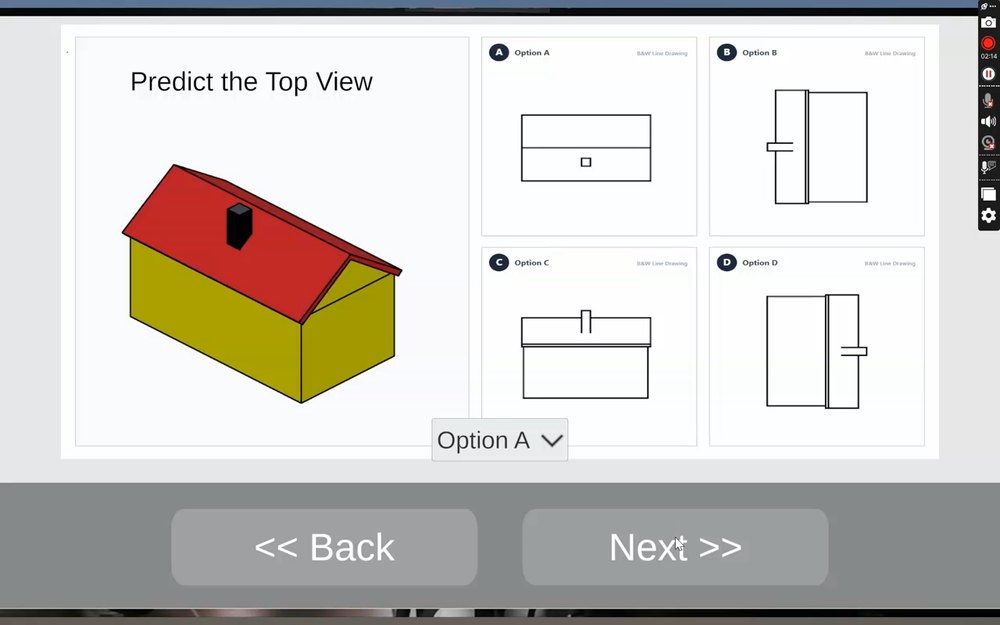 02:14
Predict the Top View
A Option A B&W Line Drawing
B Option B B&W Line Drawing
C Option C B&W Line Drawing
D Option D B&W Line Drawing
Option A
<< Back
Next >>